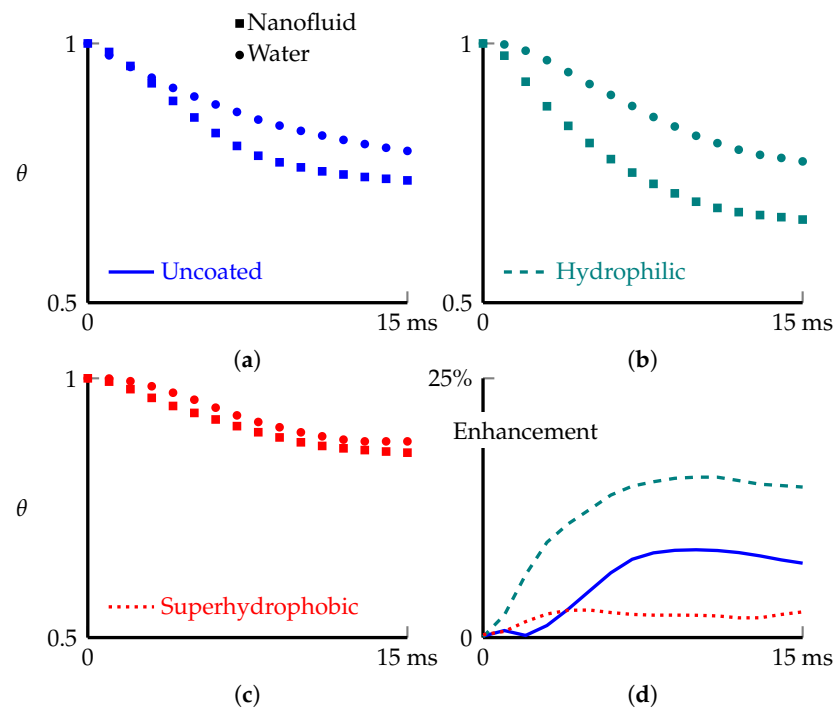 1
Nanofluid
Water
θ
Uncoated
0.5
0
15 ms
(a)
1
Hydrophilic
0.5
0
15 ms
(b)
1
θ
Superhydrophobic
0.5
0
15 ms
(c)
25%
Enhancement
0
0
15 ms
(d)